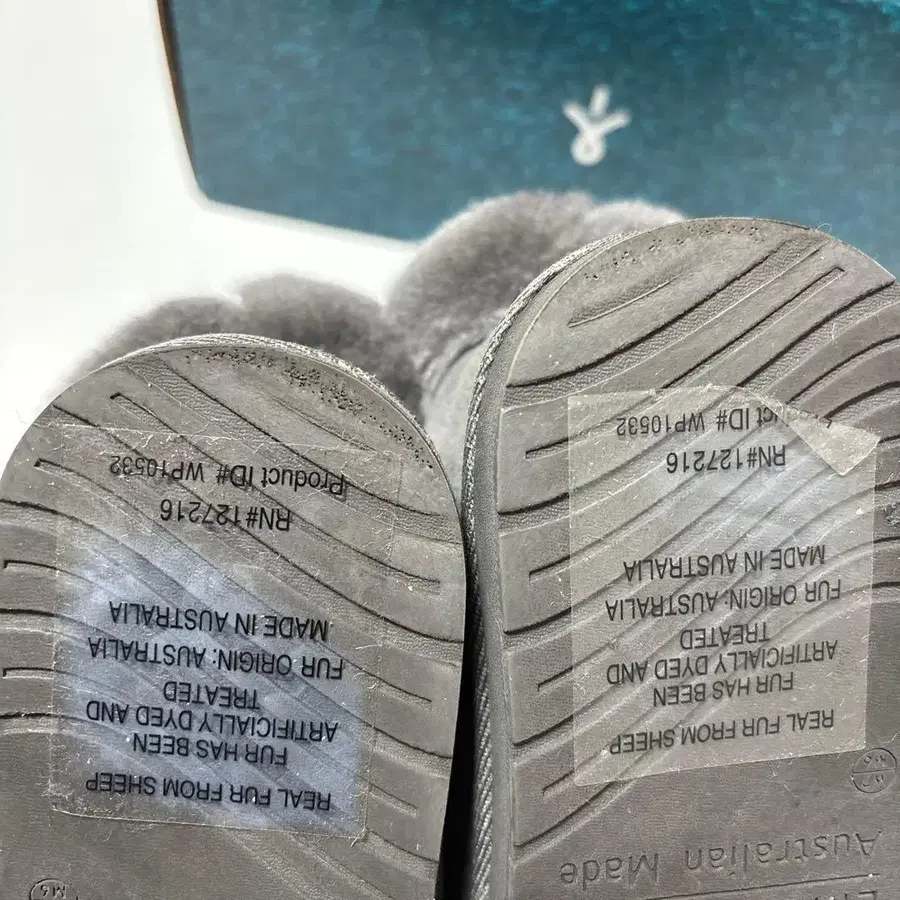 REAL FUR FROM SHEEP
FUR HAS BEEN
ARTIFICIALLY DYED AND
TREATED
FUR ORIGIN: AUSTRALIA
MADE IN AUSTRALIA
RN#127216
Product ID# WP10532
REAL FUR FROM SHEEP
FUR HAS BEEN
ARTIFICIALLY DYED AND
TREATED
FUR ORIGIN: AUSTRALIA
MADE IN AUSTRALIA
RN#127216
ID# WP10532
Australian Made